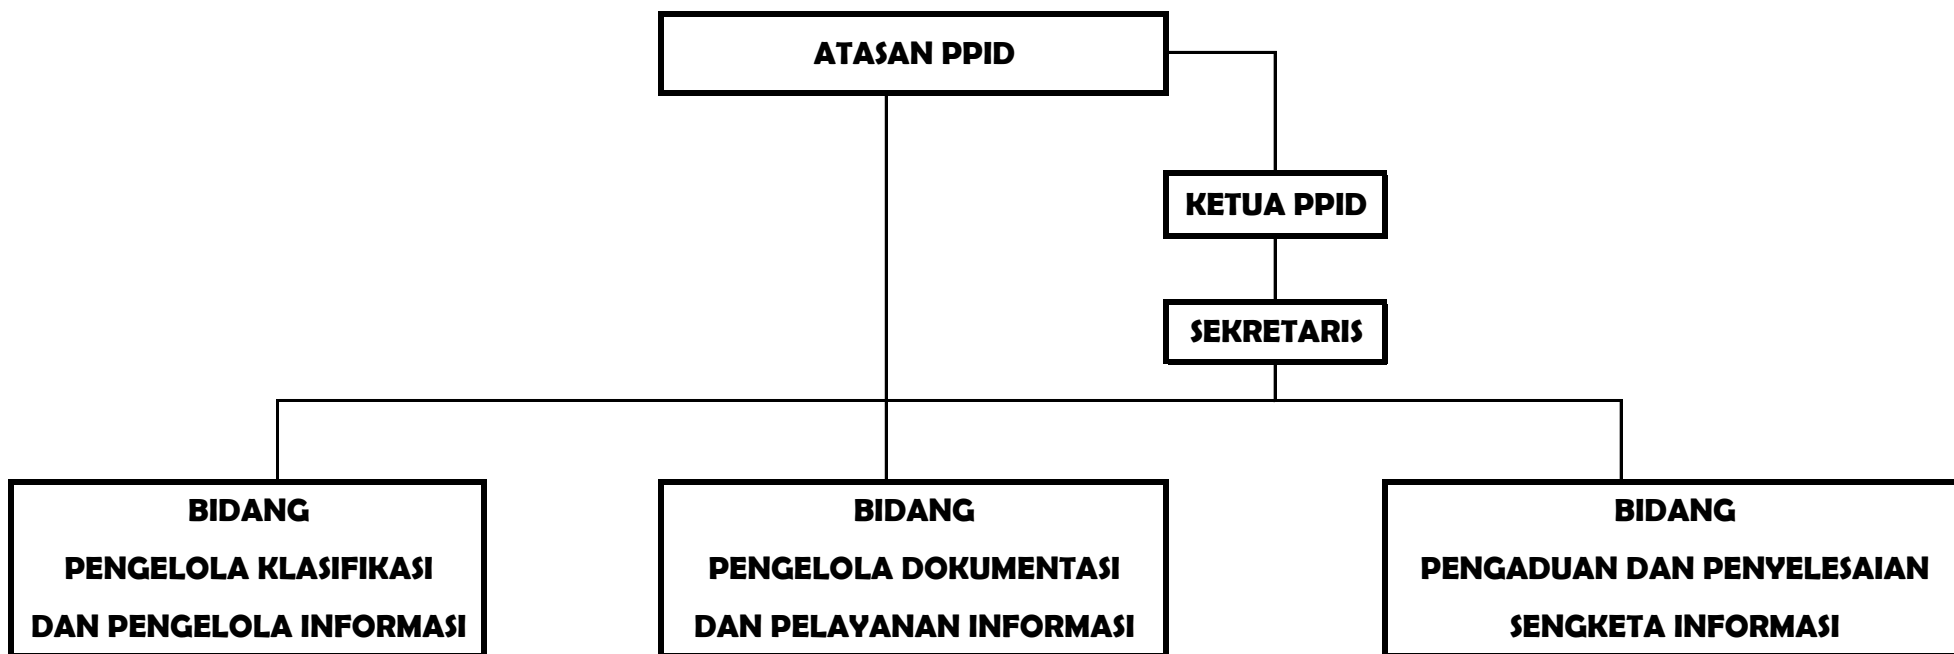 ATASAN PPID
KETUA PPID
SEKRETARIS
BIDANG
PENGELOLA KLASIFIKASI
DAN PENGELOLA INFORMASI
BIDANG
PENGELOLA DOKUMENTASI
DAN PELAYANAN INFORMASI
BIDANG
PENGADUAN DAN PENYELESAIAN
SENGKETA INFORMASI